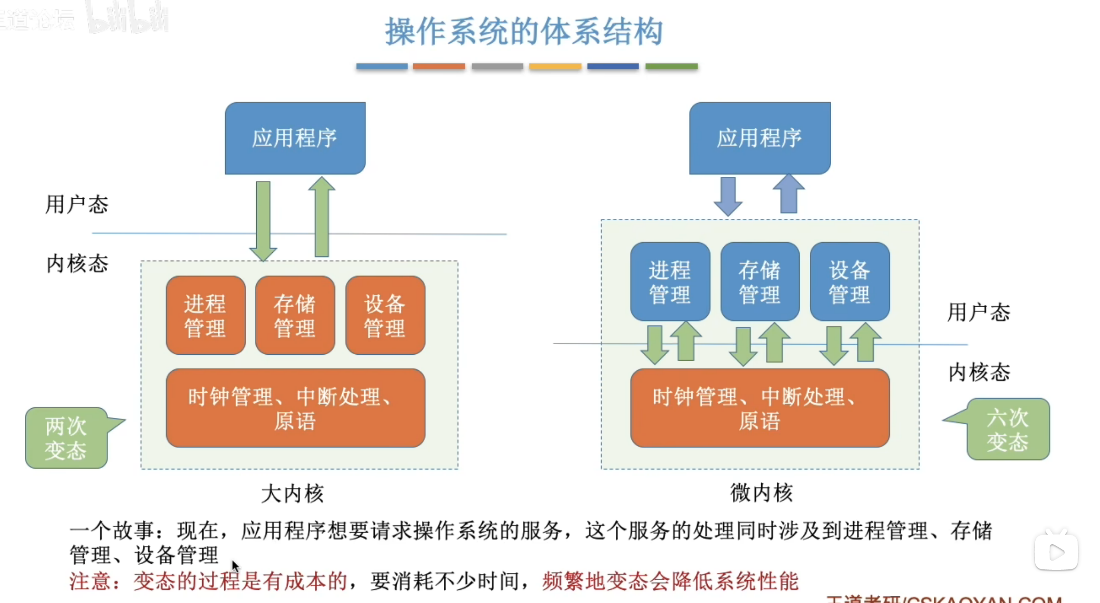 bilibili
操作系统的体系结构
应用程序
用户态
内核态
进程
管理
存储
管理
设备
管理
时钟管理、中断处理、
原语
两次
变态
大内核
应用程序
进程
管理
存储
管理
设备
管理
用户态
内核态
时钟管理、中断处理、
原语
六次
变态
微内核
一个故事：现在，应用程序想要请求操作系统的服务，这个服务的处理同时涉及到进程管理、存储
管理、设备管理
注意：变态的过程是有成本的，要消耗不少时间，频繁地变态会降低系统性能
王道考研/CSKAOYAN.COM